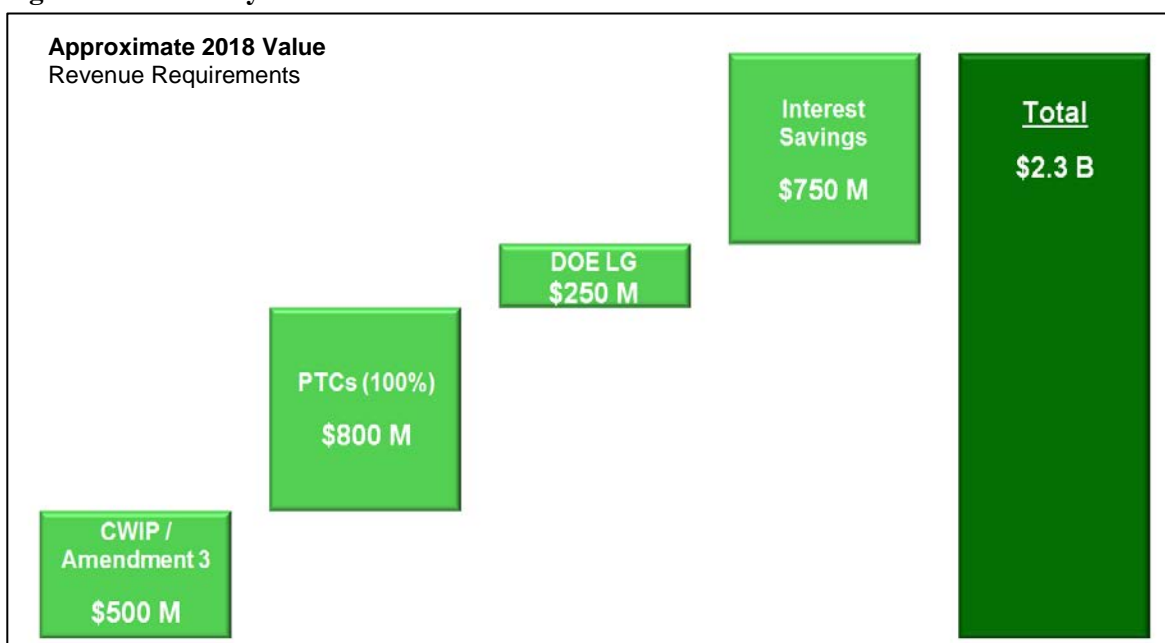 Approximate 2018 Value
Revenue Requirements
Interest
Savings
$750 M
Total
$2.3 B
DOE LG
$250 M
PTCs (100%)
$800 M
CWIP /
Amendment 3
$500 M